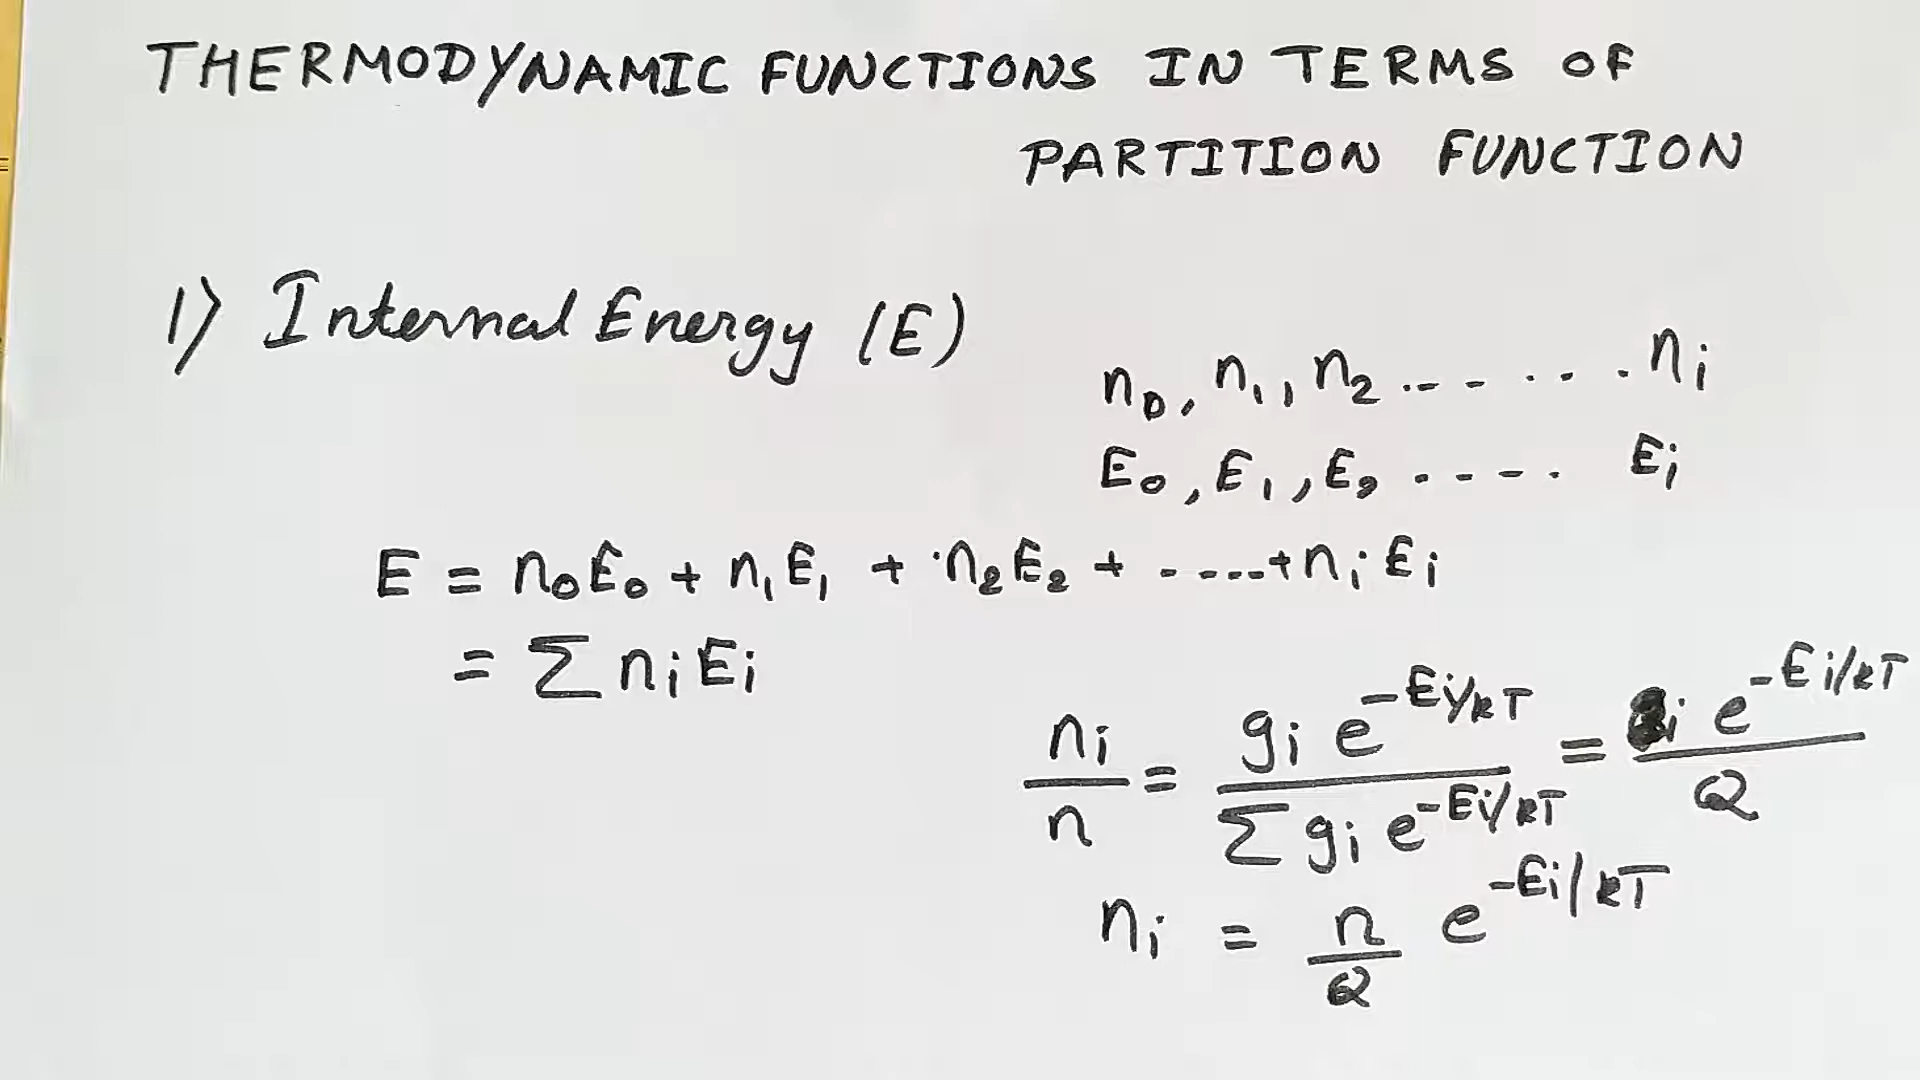 THERMODYNAMIC FUNCTIONS IN TERMS OF
PARTITION FUNCTION
1) Internal Energy (E)
n₀, n₁, n₂ -- - . . . . nᵢ
E₀, E₁, E₂ . - - - . Eᵢ
E = n₀E₀ + n₁E₁ + n₂E₂ + - ---+ nᵢEᵢ
= Σ nᵢEᵢ
nᵢ/n = gᵢ e^(-Eᵢ/kT) / Σ gᵢ e^(-Eᵢ/kT) = i e^(-Eᵢ/kT) / Q
nᵢ = n/Q e^(-Eᵢ/kT)